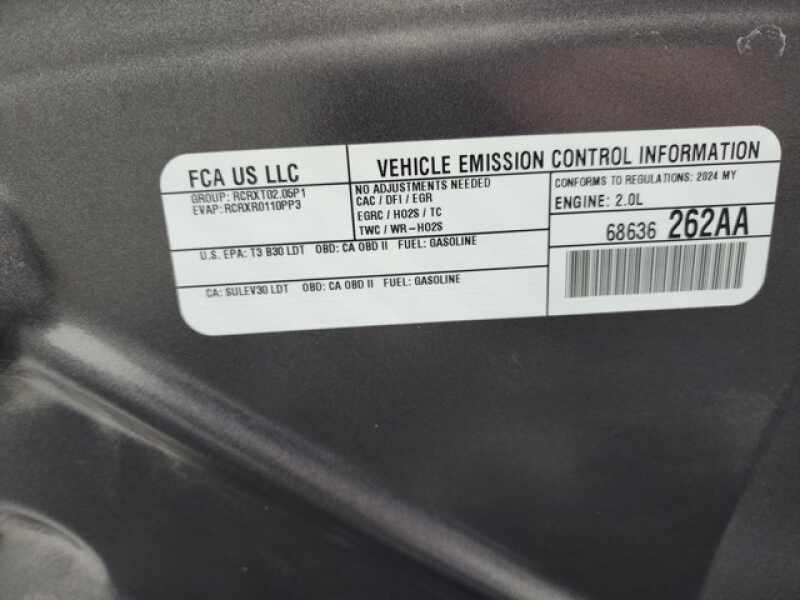 FCA US LLC
GROUP: RCRXT02.05P1
EVAP: RCRXR0110PP3
VEHICLE EMISSION CONTROL INFORMATION
NO ADJUSTMENTS NEEDED
CAC / DFI / EGR
EGRC / HO2S / TC
TWC / WR-HO2S
CONFORMS TO REGULATIONS: 2024 MY
ENGINE: 2.0L
68636 262AA
U.S. EPA: T3 B30 LDT OBD: CA OBD II FUEL: GASOLINE
CA: SULEV30 LDT OBD: CA OBD II FUEL: GASOLINE